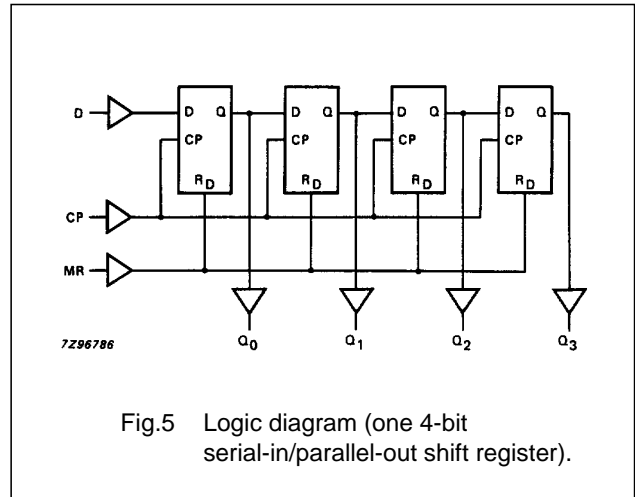 D D Q D Q D Q D Q
CP CP CP CP
RD RD RD RD
CP
MR
7Z96786 Q0 Q1 Q2 Q3
Fig.5 Logic diagram (one 4-bit
serial-in/parallel-out shift register).